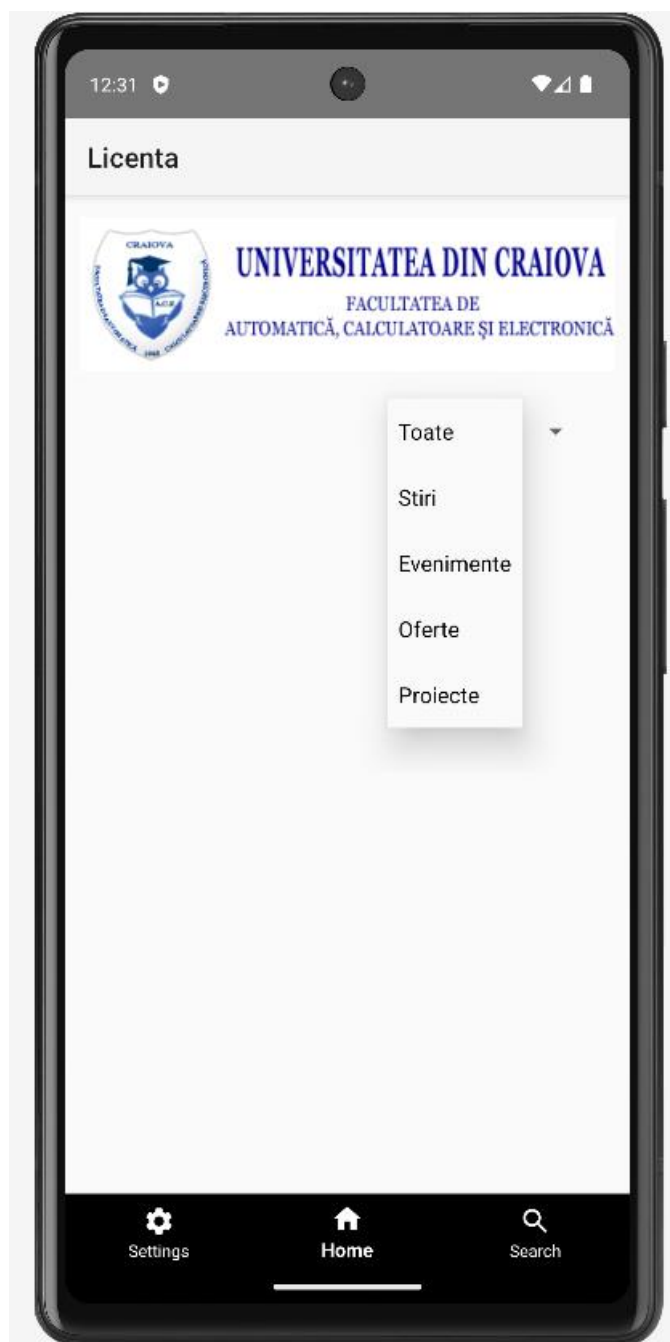 12:31
Licenta
CRAIOVA
UNIVERSITATEA DIN CRAIOVA
FACULTATEA DE
AUTOMATICĂ, CALCULATOARE ȘI ELECTRONICĂ
Toate
Stiri
Evenimente
Oferte
Proiecte
Settings
Home
Search